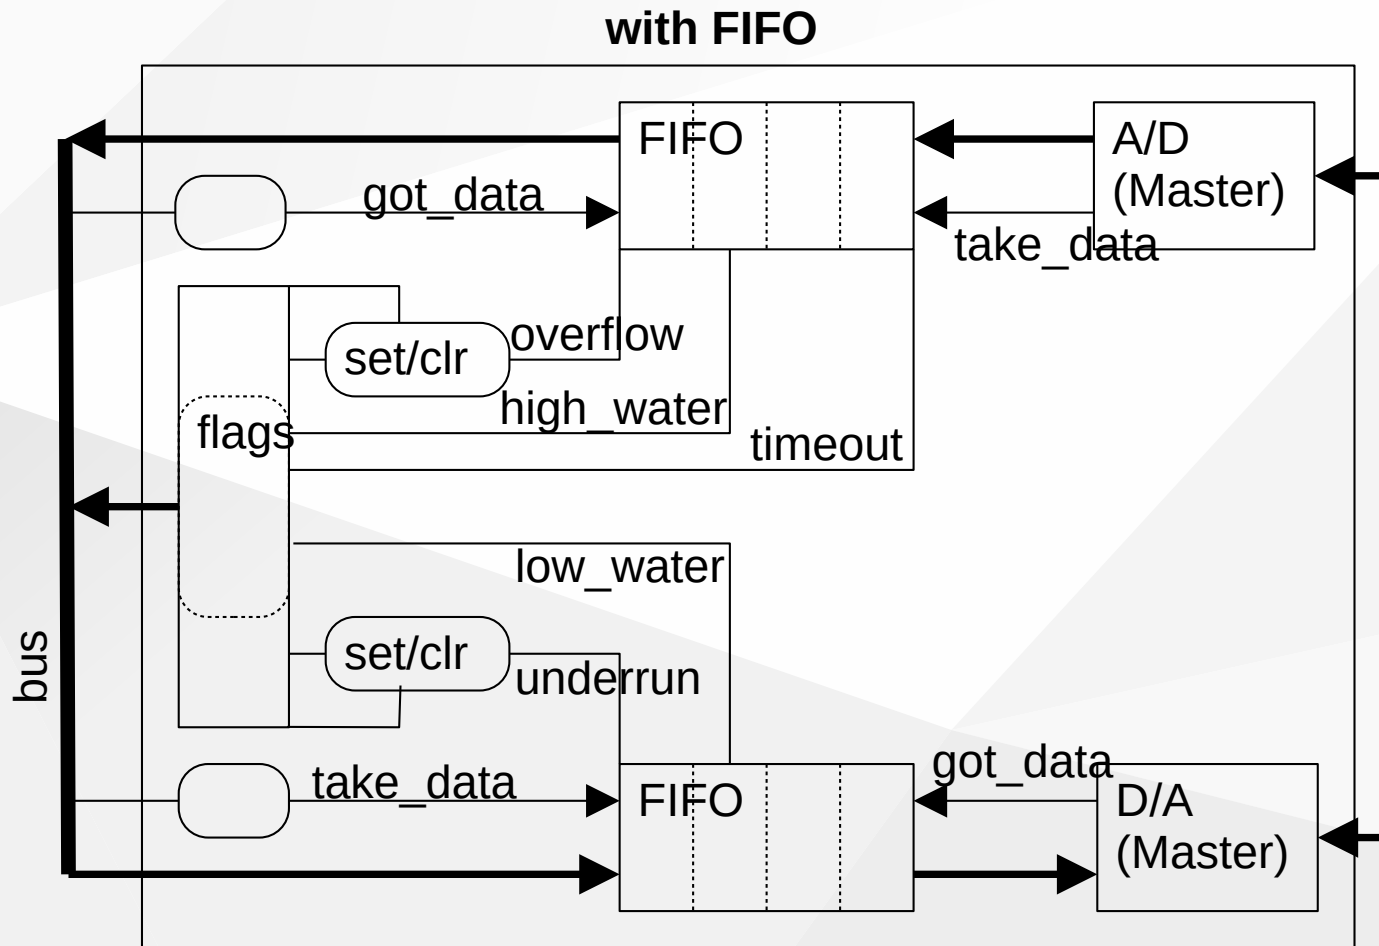 with FIFO
FIFO
A/D
(Master)
got_data
take_data
overflow
set/clr
high_water
flags
timeout
low_water
set/clr
underrun
bus
got_data
take_data
FIFO
D/A
(Master)